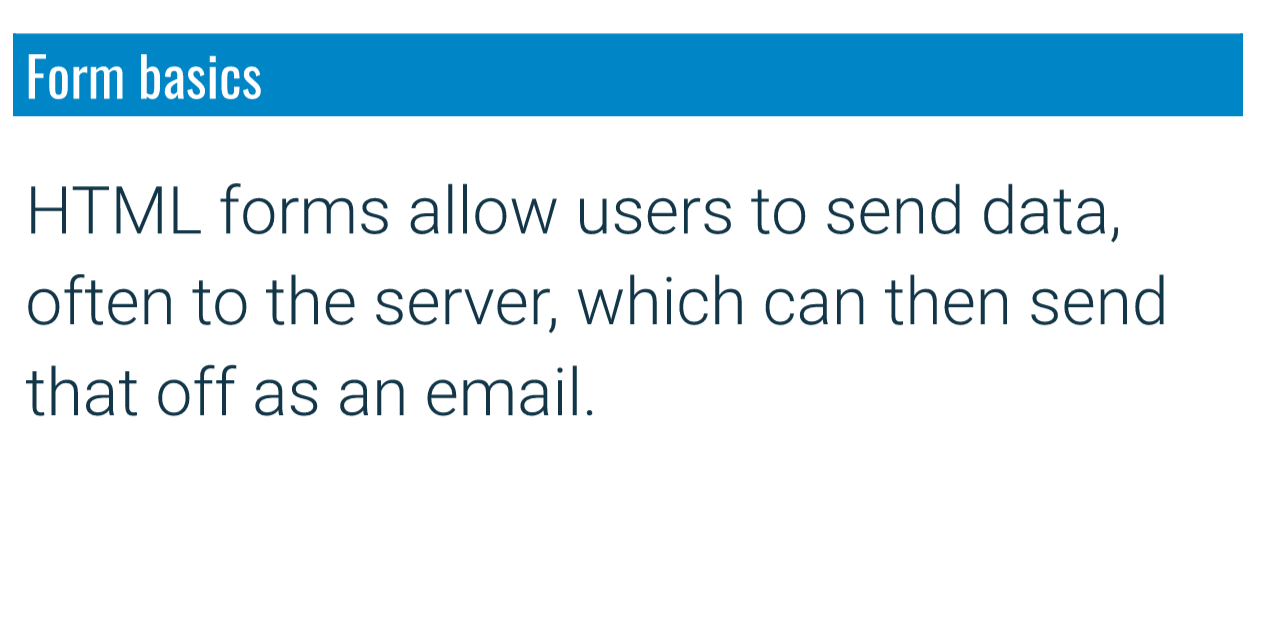 Form basics
HTML forms allow users to send data,
often to the server, which can then send
that off as an email.